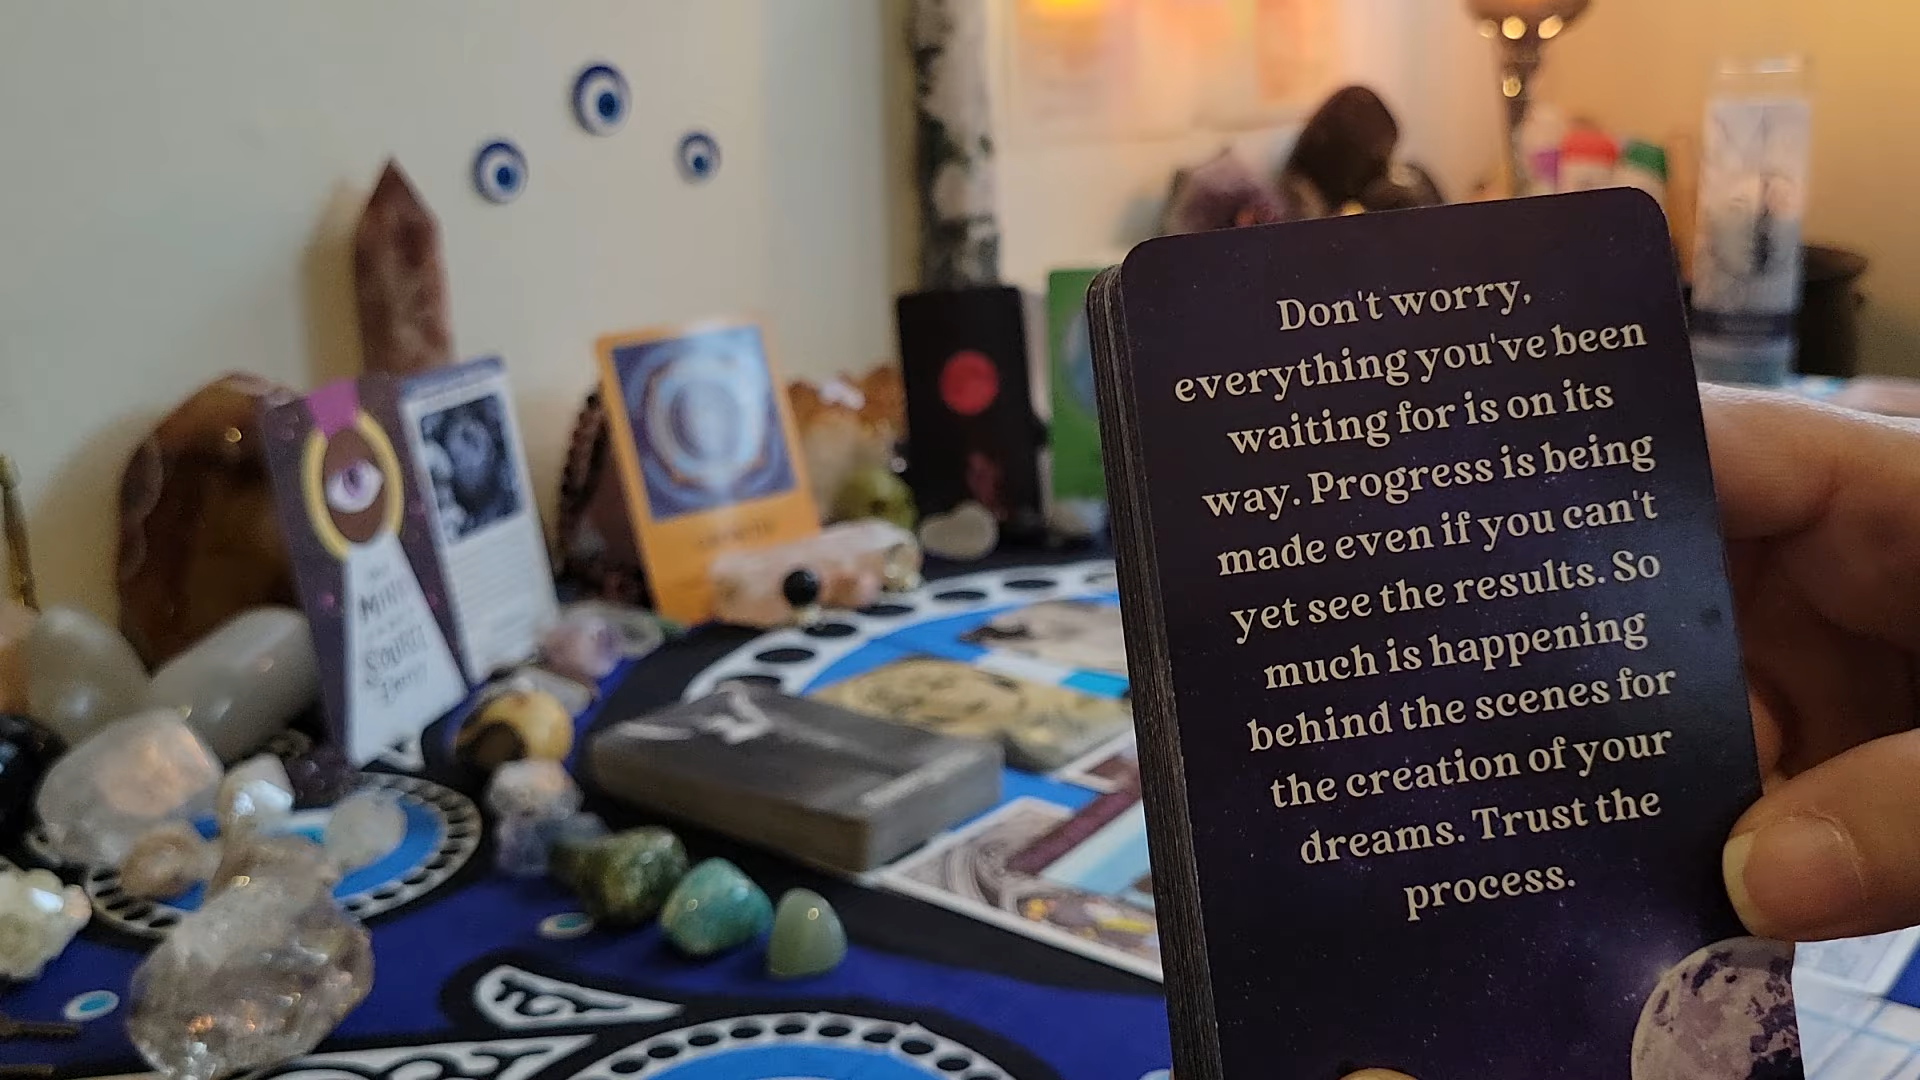 Don't worry,
everything you've been
waiting for is on its
way. Progress is being
made even if you can't
yet see the results. So
much is happening
behind the scenes for
the creation of your
dreams. Trust the
process.